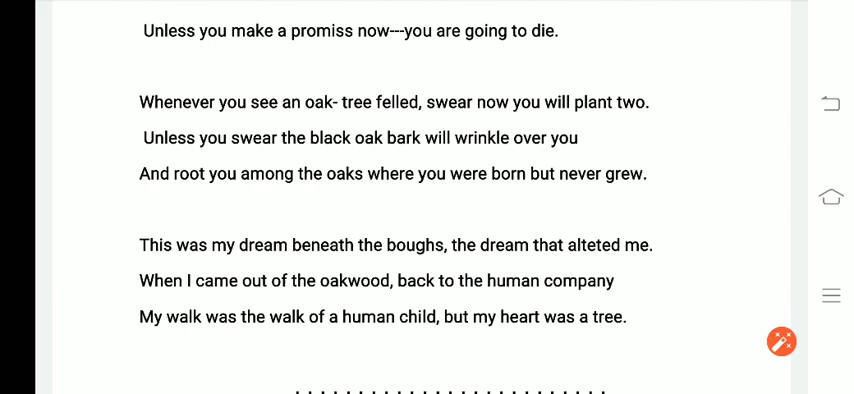 Unless you make a promiss now---you are going to die.
Whenever you see an oak- tree felled, swear now you will plant two.
Unless you swear the black oak bark will wrinkle over you
And root you among the oaks where you were born but never grew.
This was my dream beneath the boughs, the dream that alteted me.
When I came out of the oakwood, back to the human company
My walk was the walk of a human child, but my heart was a tree.